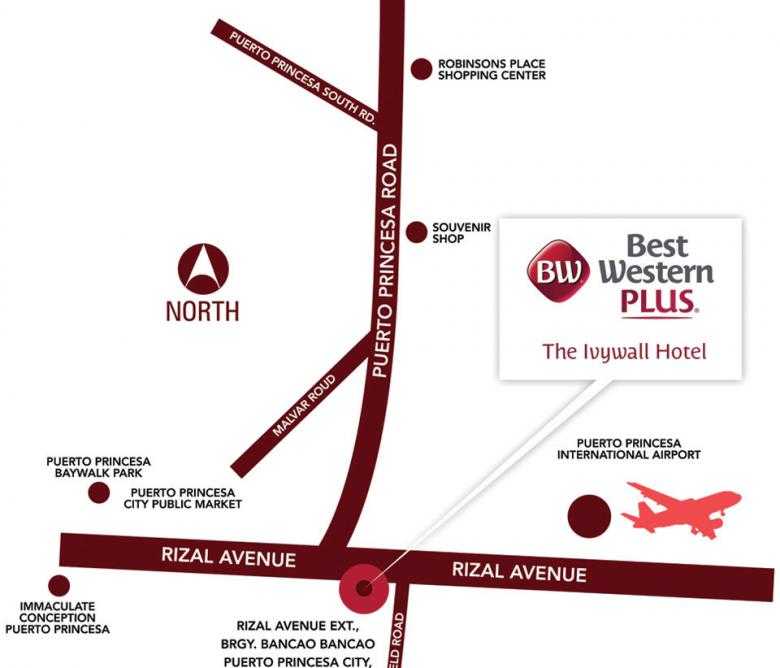 PUERTO PRINCESA SOUTH RD.
ROBINSONS PLACE
SHOPPING CENTER
PUERTO PRINCESA ROAD
SOUVENIR
SHOP
BW
Best
Western
PLUS®
The Ivywall Hotel
NORTH
MALVAR ROUD
PUERTO PRINCESA
INTERNATIONAL AIRPORT
PUERTO PRINCESA
BAYWALK PARK
PUERTO PRINCESA
CITY PUBLIC MARKET
RIZAL AVENUE
RIZAL AVENUE
IMMACULATE
CONCEPTION
PUERTO PRINCESA
RIZAL AVENUE EXT.,
BRGY. BANCAO BANCAO
PUERTO PRINCESA CITY,
ELD ROAD